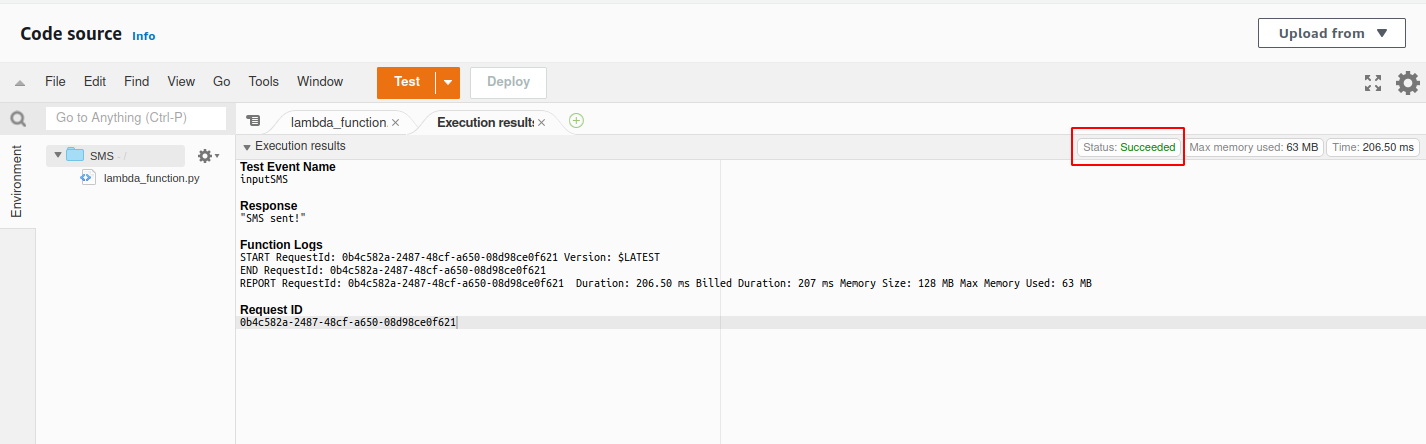 Code source Info
Upload from
File Edit Find View Go Tools Window Test Deploy
Go to Anything (Ctrl-P)
lambda_function.
Execution results
Environment
SMS - /
lambda_function.py
Execution results
Status: Succeeded Max memory used: 63 MB Time: 206.50 ms
Test Event Name
inputSMS
Response
"SMS sent!"
Function Logs
START RequestId: 0b4c582a-2487-48cf-a650-08d98ce0f621 Version: $LATEST
END RequestId: 0b4c582a-2487-48cf-a650-08d98ce0f621
REPORT RequestId: 0b4c582a-2487-48cf-a650-08d98ce0f621 Duration: 206.50 ms Billed Duration: 207 ms Memory Size: 128 MB Max Memory Used: 63 MB
Request ID
0b4c582a-2487-48cf-a650-08d98ce0f621